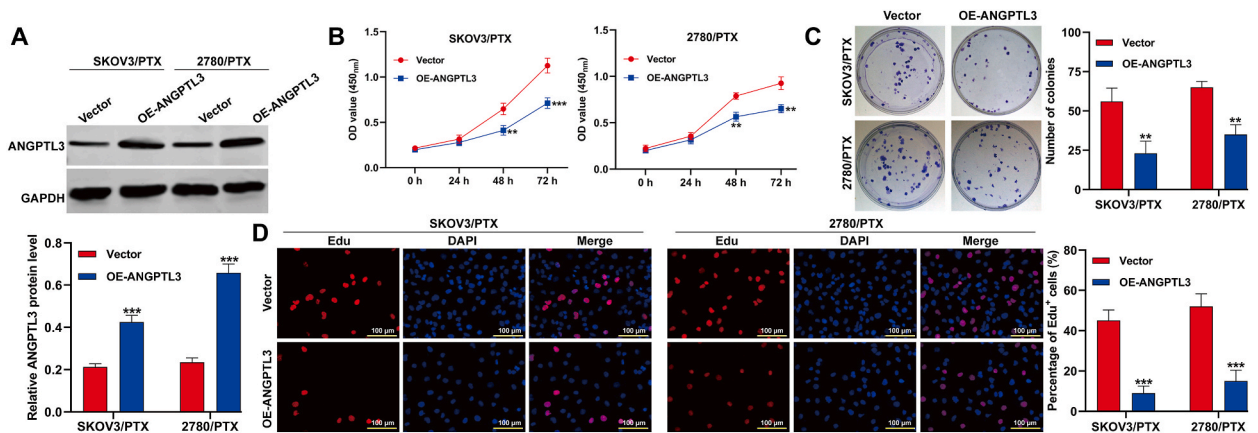 A
SKOV3/PTX 2780/PTX
Vector OE-ANGPTL3 Vector OE-ANGPTL3
ANGPTL3
GAPDH
Relative ANGPTL3 protein level
0.8
0.6
0.4
0.2
0.0
Vector
OE-ANGPTL3
***
***
SKOV3/PTX 2780/PTX
B
SKOV3/PTX
OD value (450nm)
1.5
1.0
0.5
0.0
Vector
OE-ANGPTL3
**
***
0 h 24 h 48 h 72 h
2780/PTX
OD value (450nm)
1.5
1.0
0.5
0.0
Vector
OE-ANGPTL3
**
**
0 h 24 h 48 h 72 h
C
Vector OE-ANGPTL3
SKOV3/PTX
2780/PTX
Number of colonies
100
75
50
25
0
Vector
OE-ANGPTL3
**
**
SKOV3/PTX 2780/PTX
D
SKOV3/PTX 2780/PTX
Edu DAPI Merge Edu DAPI Merge
Vector
100 μm 100 μm 100 μm 100 μm 100 μm 100 μm
OE-ANGPTL3
100 μm 100 μm 100 μm 100 μm 100 μm 100 μm
Percentage of Edu+ cells (%)
80
60
40
20
0
Vector
OE-ANGPTL3
***
***
SKOV3/PTX 2780/PTX